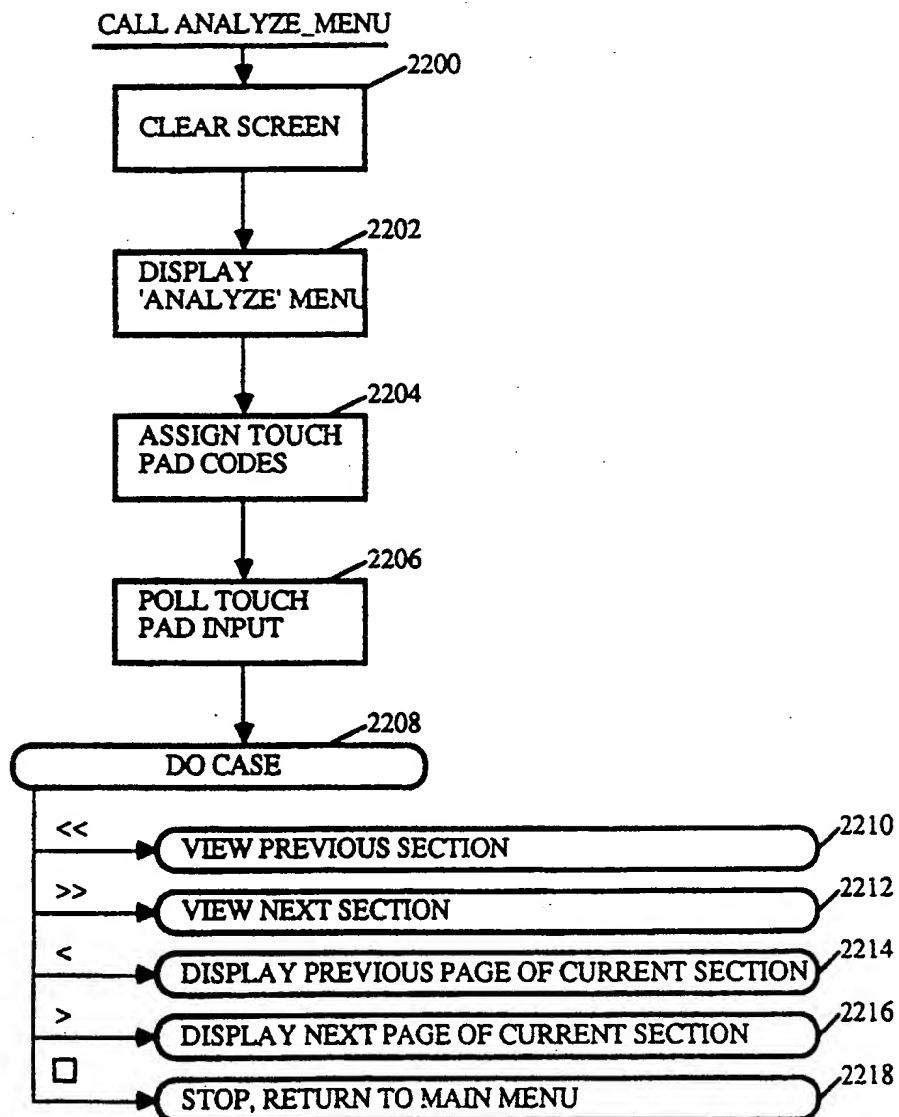 CALL ANALYZE_MENU
2200
CLEAR SCREEN
2202
DISPLAY
'ANALYZE' MENU
2204
ASSIGN TOUCH
PAD CODES
2206
POLL TOUCH
PAD INPUT
2208
DO CASE
<<
VIEW PREVIOUS SECTION
2210
>>
VIEW NEXT SECTION
2212
<
DISPLAY PREVIOUS PAGE OF CURRENT SECTION
2214
>
DISPLAY NEXT PAGE OF CURRENT SECTION
2216
□
STOP, RETURN TO MAIN MENU
2218